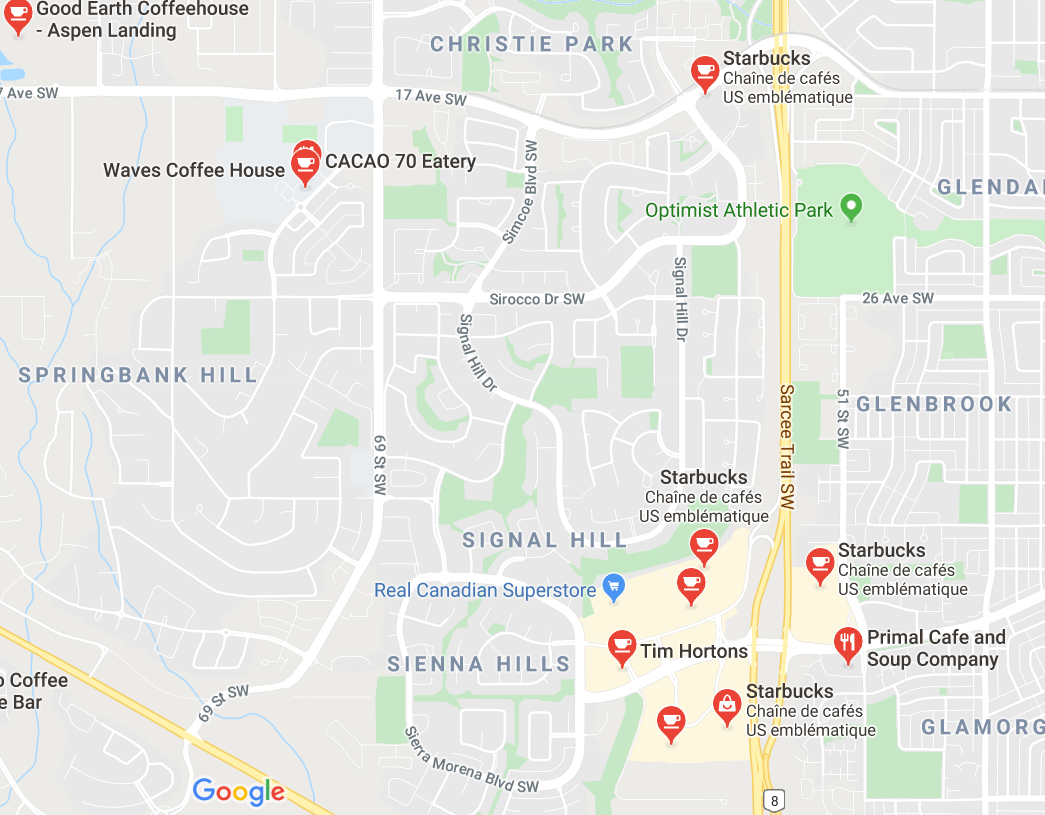 Good Earth Coffeehouse
- Aspen Landing
CHRISTIE PARK
Starbucks
Chaîne de cafés
US emblématique
7 Ave SW
17 Ave SW
Waves Coffee House
CACAO 70 Eatery
Simcoe Blvd SW
Optimist Athletic Park
GLENDA
Signal Hill Dr
Sirocco Dr SW
26 Ave SW
Signal Hill Dr
SPRINGBANK HILL
Sarcee Trail SW
51 St SW
GLENBROOK
69 St SW
Starbucks
Chaîne de cafés
US emblématique
SIGNAL HILL
Starbucks
Chaîne de cafés
US emblématique
Real Canadian Superstore
Tim Hortons
Primal Cafe and
Soup Company
SIENNA HILLS
o Coffee
e Bar
69 St SW
Starbucks
Chaîne de cafés
US emblématique
GLAMORG
Sierra Morena Blvd SW
Google
8